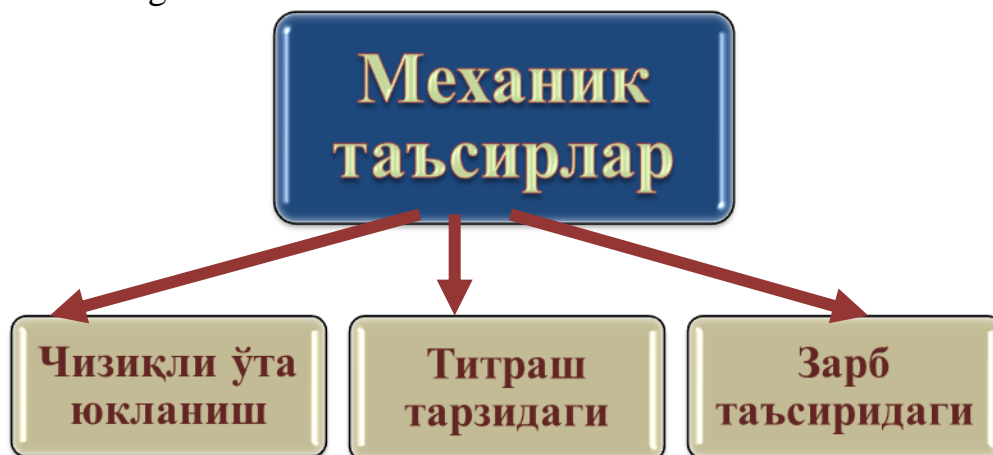 Механик
таъсирлар
Чизиқли ўта
юкланиш
Титраш
тарзидаги
Зарб
таъсиридаги